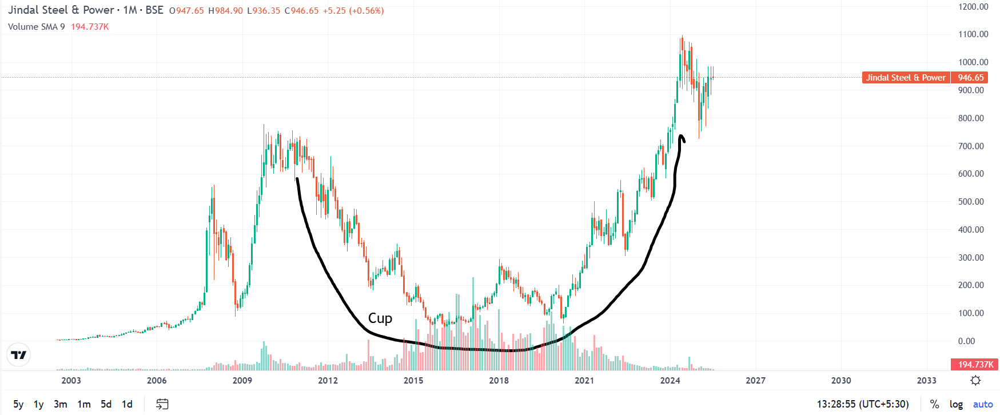 Jindal Steel & Power · 1M · BSE O947.65 H984.90 L936.35 C946.65 +5.25 (+0.56%)
Volume SMA 9 194.737K
1200.00
1100.00
1000.00
Jindal Steel & Power 946.65
900.00
800.00
700.00
600.00
500.00
400.00
300.00
200.00
100.00
0.00
Cup
194.737K
2003 2006 2009 2012 2015 2018 2021 2024 2027 2030 2033
5y 1y 3m 1m 5d 1d 13:28:55 (UTC+5:30) % log auto